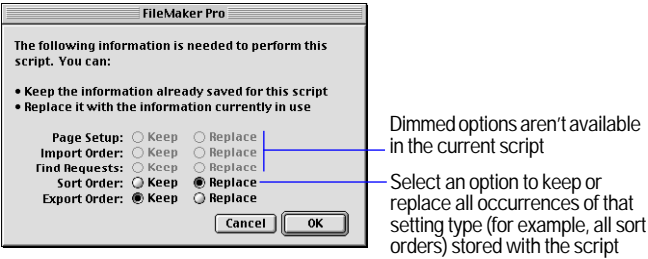 FileMaker Pro
The following information is needed to perform this
script. You can:
• Keep the information already saved for this script
• Replace it with the information currently in use
Page Setup: Keep Replace
Import Order: Keep Replace
Find Requests: Keep Replace
Sort Order: Keep Replace
Export Order: Keep Replace
Cancel OK
Dimmed options aren't available
in the current script
Select an option to keep or
replace all occurrences of that
setting type (for example, all sort
orders) stored with the script